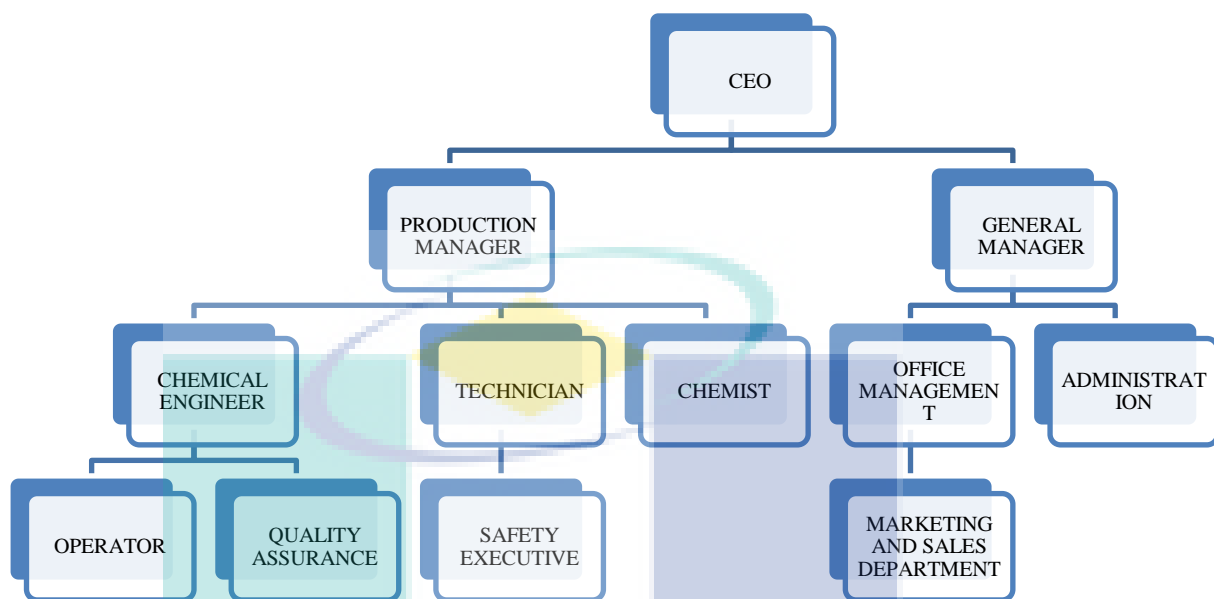 CEO
PRODUCTION
MANAGER
GENERAL
MANAGER
CHEMICAL
ENGINEER
TECHNICIAN
CHEMIST
OFFICE
MANAGEMEN
T
ADMINISTRAT
ION
OPERATOR
QUALITY
ASSURANCE
SAFETY
EXECUTIVE
MARKETING
AND SALES
DEPARTMENT